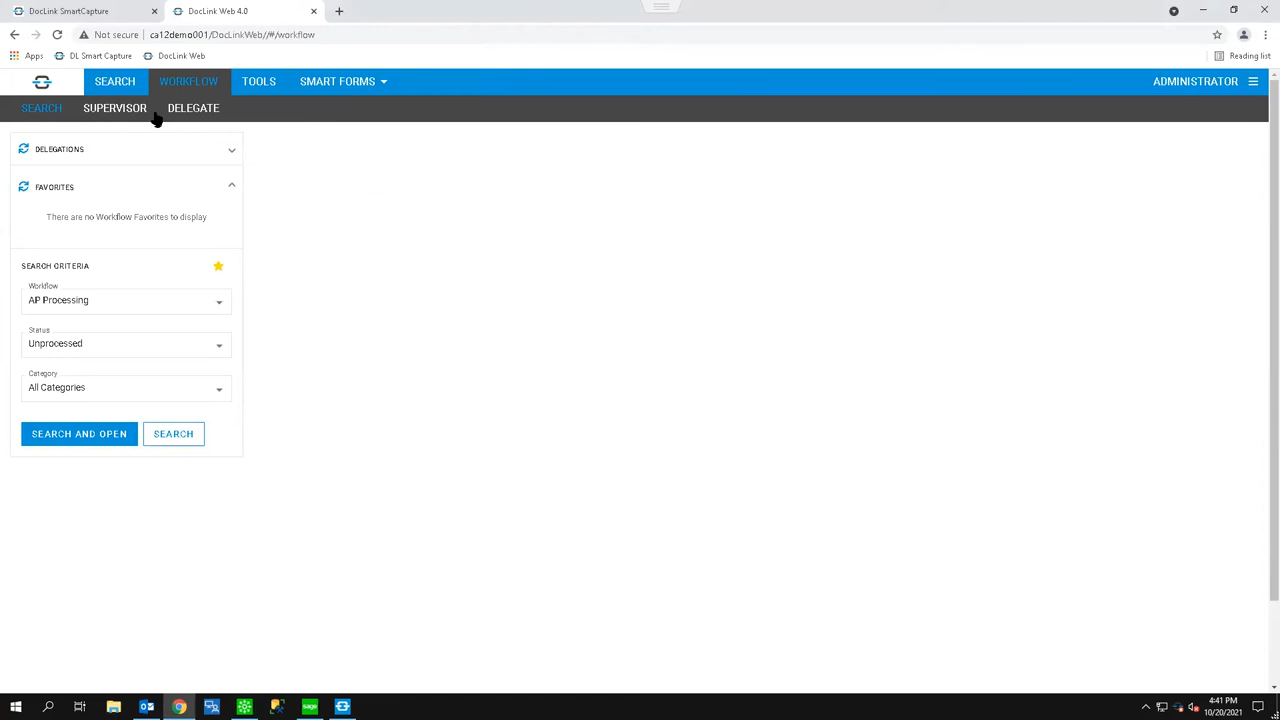 DocLink SmartCapture
DocLink Web 4.0
Not secure ca12demo001/DocLinkWeb//#/workflow
Apps DL Smart Capture DocLink Web Reading list
SEARCH WORKFLOW TOOLS SMART FORMS ADMINISTRATOR
SEARCH SUPERVISOR DELEGATE
DELEGATIONS
FAVORITES
There are no Workflow Favorites to display
SEARCH CRITERIA
Workflow
AP Processing
Status
Unprocessed
Category
All Categories
SEARCH AND OPEN SEARCH
sage
4:41 PM
10/20/2021